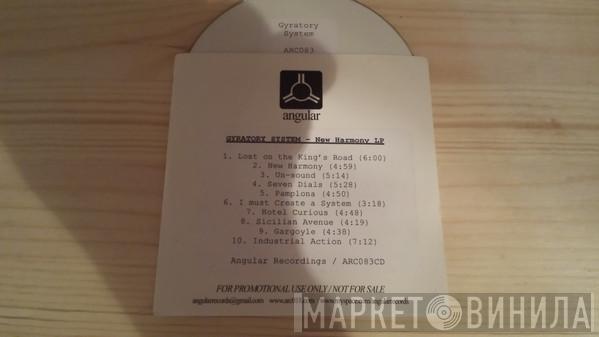 Gyratory
System
ARC083
angular
GYRATORY SYSTEM - New Harmony LP
1. Lost on the King's Road (6:00)
2. New Harmony (4:59)
3. Un-sound (5:14)
4. Seven Dials (5:28)
5. Pamplona (4:50)
6. I must Create a System (3:18)
7. Hotel Curious (4:48)
8. Sicilian Avenue (4:19)
9. Gargoyle (4:38)
10. Industrial Action (7:12)
Angular Recordings / ARC083CD
FOR PROMOTIONAL USE ONLY / NOT FOR SALE
angularrecords@gmail.com
МАРКЕТ ВИНИЛА